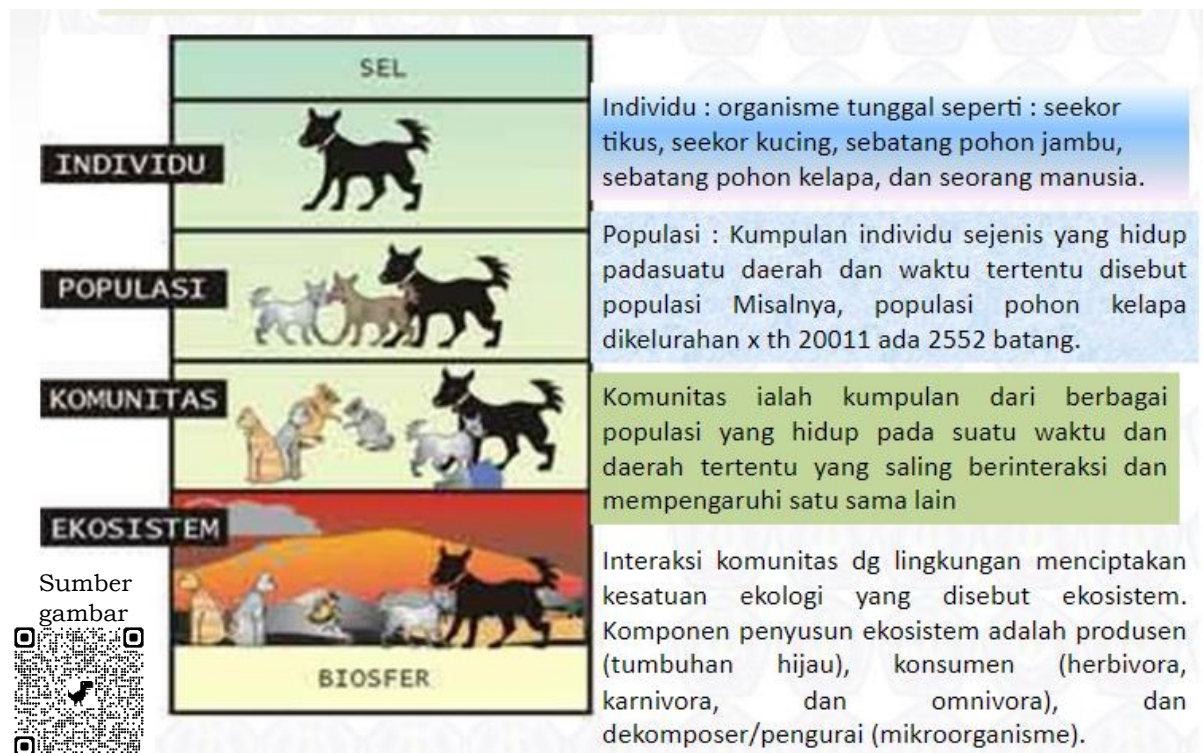 SEL
INDIVIDU
Individu : organisme tunggal seperti : seekor
tikus, seekor kucing, sebatang pohon jambu,
sebatang pohon kelapa, dan seorang manusia.
POPULASI
Populasi : Kumpulan individu sejenis yang hidup
padasuatu daerah dan waktu tertentu disebut
populasi Misalnya, populasi pohon kelapa
dikelurahan x th 20011 ada 2552 batang.
KOMUNITAS
Komunitas ialah kumpulan dari berbagai
populasi yang hidup pada suatu waktu dan
daerah tertentu yang saling berinteraksi dan
mempengaruhi satu sama lain
EKOSISTEM
Interaksi komunitas dg lingkungan menciptakan
kesatuan ekologi yang disebut ekosistem.
Komponen penyusun ekosistem adalah produsen
(tumbuhan hijau), konsumen (herbivora,
karnivora, dan omnivora), dan
dekomposer/pengurai (mikroorganisme).
BIOSFER
Sumber
gambar